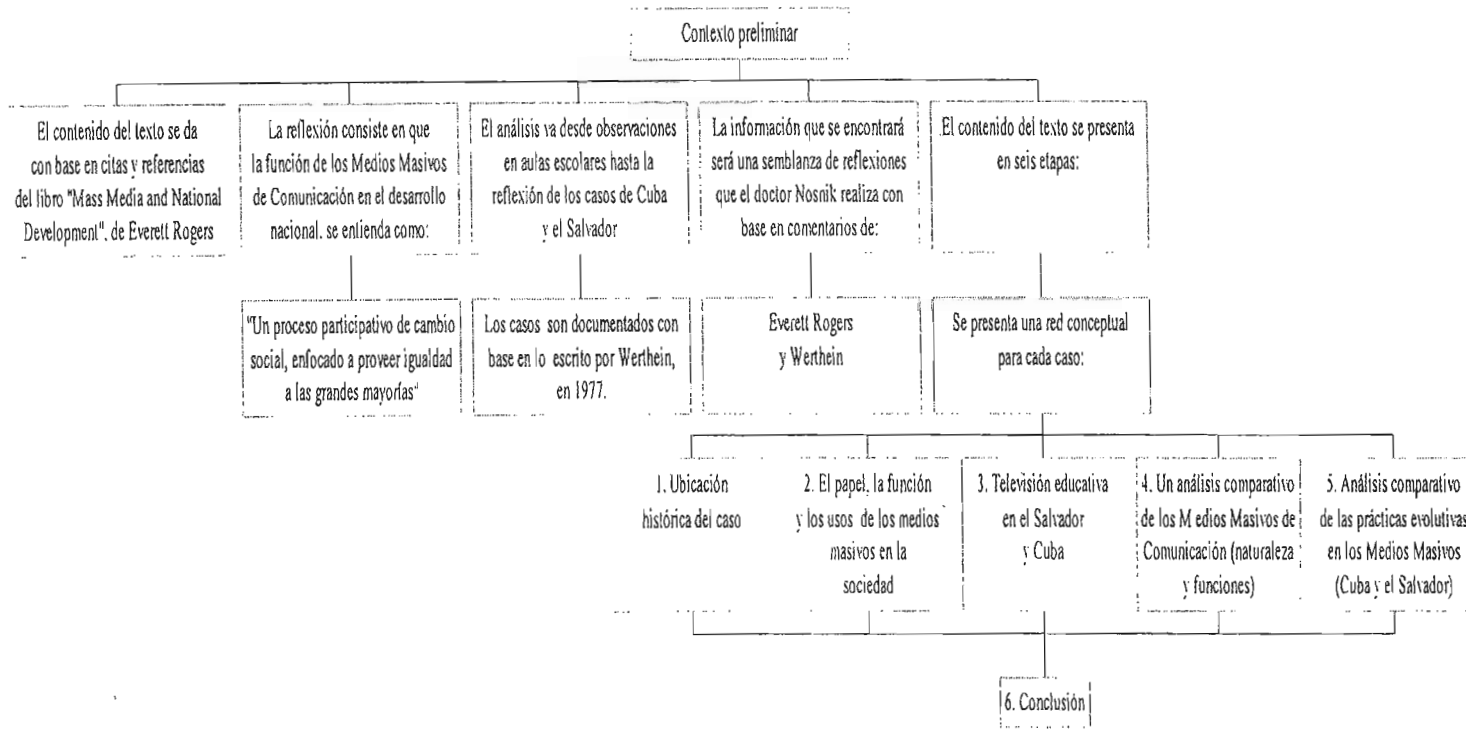 Contexto preliminar
El contenido del texto se da
con base en citas y referencias
del libro "Mass Media and National
Development", de Everett Rogers
La reflexión consiste en que
la función de los Medios Masivos
de Comunicación en el desarrollo
nacional, se entienda como:
El análisis va desde observaciones
en aulas escolares hasta la
reflexión de los casos de Cuba
y el Salvador
La información que se encontrará
será una semblanza de reflexiones
que el doctor Nosnik realiza con
base en comentarios de:
El contenido del texto se presenta
en seis etapas:
"Un proceso participativo de cambio
social, enfocado a proveer igualdad
a las grandes mayorías"
Los casos son documentados con
base en lo escrito por Werthein,
en 1977.
Everett Rogers
y Werthein
Se presenta una red conceptual
para cada caso:
1. Ubicación
histórica del caso
2. El papel, la función
y los usos de los medios
masivos en la
sociedad
3. Televisión educativa
en el Salvador
y Cuba
4. Un análisis comparativo
de los Medios Masivos de
Comunicación (naturaleza
y funciones)
5. Análisis comparativo
de las prácticas evolutivas
en los Medios Masivos
(Cuba y el Salvador)
6. Conclusión